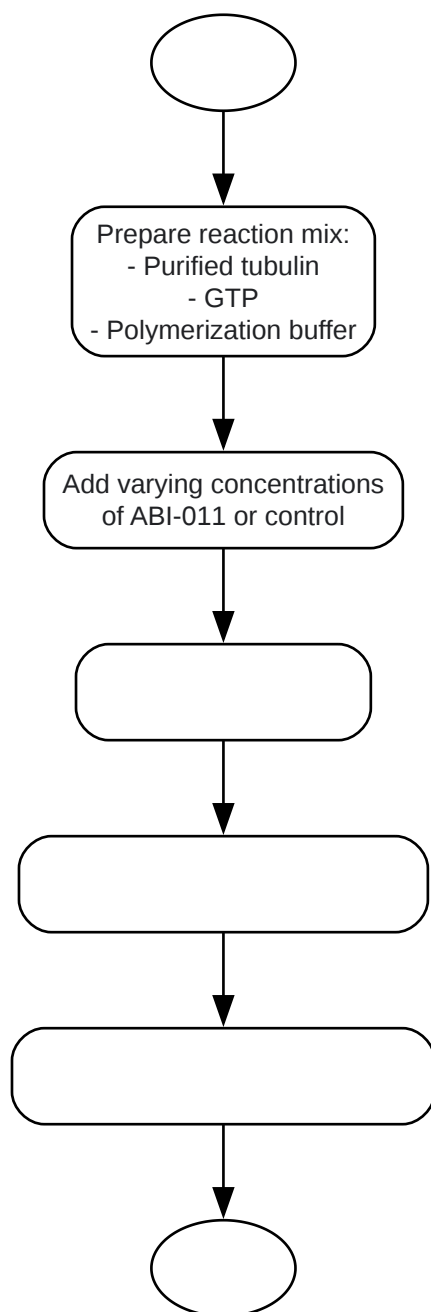 Prepare reaction mix:
- Purified tubulin
- GTP
- Polymerization buffer
Add varying concentrations
of ABI-011 or control